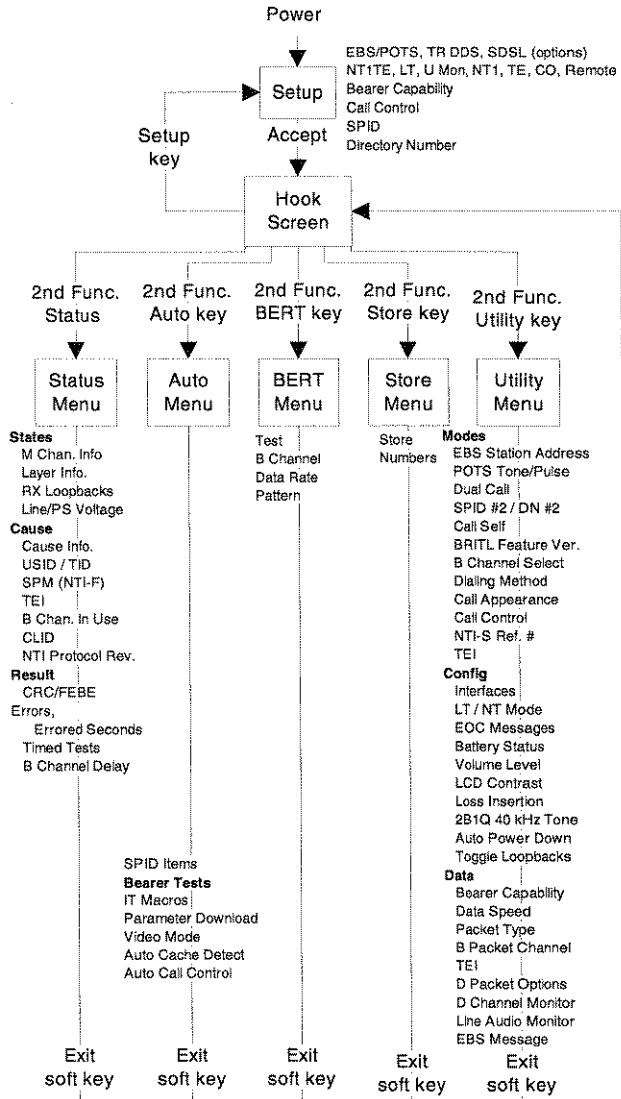 Power
EBS/POTS, TR DDS, SDSL (options)
NT1TE, LT, U Mon, NT1, TE, CO, Remote
Bearer Capability
Call Control
SPID
Directory Number
Setup
Setup
key
Accept
Hook
Screen
2nd Func.
Status
2nd Func.
Auto key
2nd Func.
BERT key
2nd Func.
Store key
2nd Func.
Utility key
Status
Menu
Auto
Menu
BERT
Menu
Store
Menu
Utility
Menu
States
M Chan. Info
Layer Info.
RX Loopbacks
Line/PS Voltage
Cause
Cause Info.
USID / TID
SPM (NTI-F)
TEI
B Chan. In Use
CLID
NTI Protocol Rev.
Result
CRC/FEBE
Errors,
Errored Seconds
Timed Tests
B Channel Delay
SPID Items
Bearer Tests
IT Macros
Parameter Download
Video Mode
Auto Cache Detect
Auto Call Control
Test
B Channel
Data Rate
Pattern
Store
Numbers
Modes
EBS Station Address
POTS Tone/Pulse
Dual Call
SPID #2 / DN #2
Call Self
BRITL Feature Ver.
B Channel Select
Dialing Method
Call Appearance
Call Control
NTI-S Ref. #
TEI
Config
Interfaces
LT / NT Mode
EOC Messages
Battery Status
Volume Level
LCD Contrast
Loss Insertion
2B1Q 40 kHz Tone
Auto Power Down
Toggle Loopbacks
Data
Bearer Capability
Data Speed
Packet Type
B Packet Channel
TEI
D Packet Options
D Channel Monitor
Line Audio Monitor
EBS Message
Exit
soft key
Exit
soft key
Exit
soft key
Exit
soft key
Exit
soft key